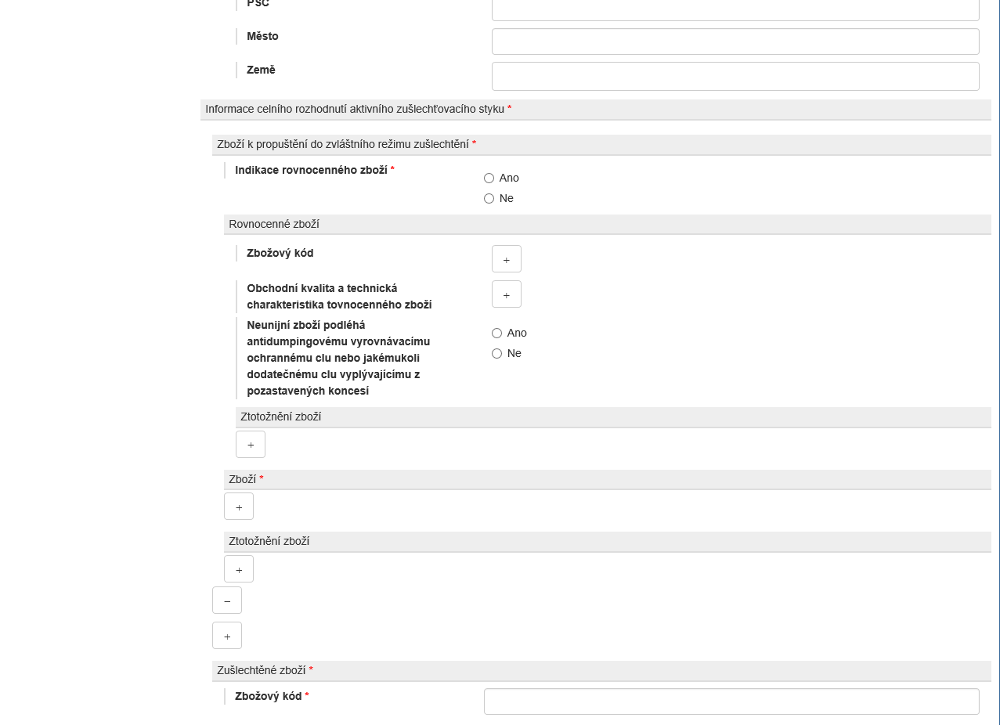 PSČ
Město
Země
Informace celního rozhodnutí aktivního zušlechťovacího styku *
Zboží k propuštění do zvláštního režimu zušlechtění *
Indikace rovnocenného zboží *
Ano
Ne
Rovnocenné zboží
Zbožový kód
+
Obchodní kvalita a technická
charakteristika tovnocenného zboží
+
Neunijní zboží podléhá
antidumpingovému vyrovnávacímu
ochrannému clu nebo jakémukoli
dodatečnému clu vyplývajícímu z
pozastavených koncesí
Ano
Ne
Ztotožnění zboží
+
Zboží *
+
Ztotožnění zboží
+
−
+
Zušlechtěné zboží *
Zbožový kód *